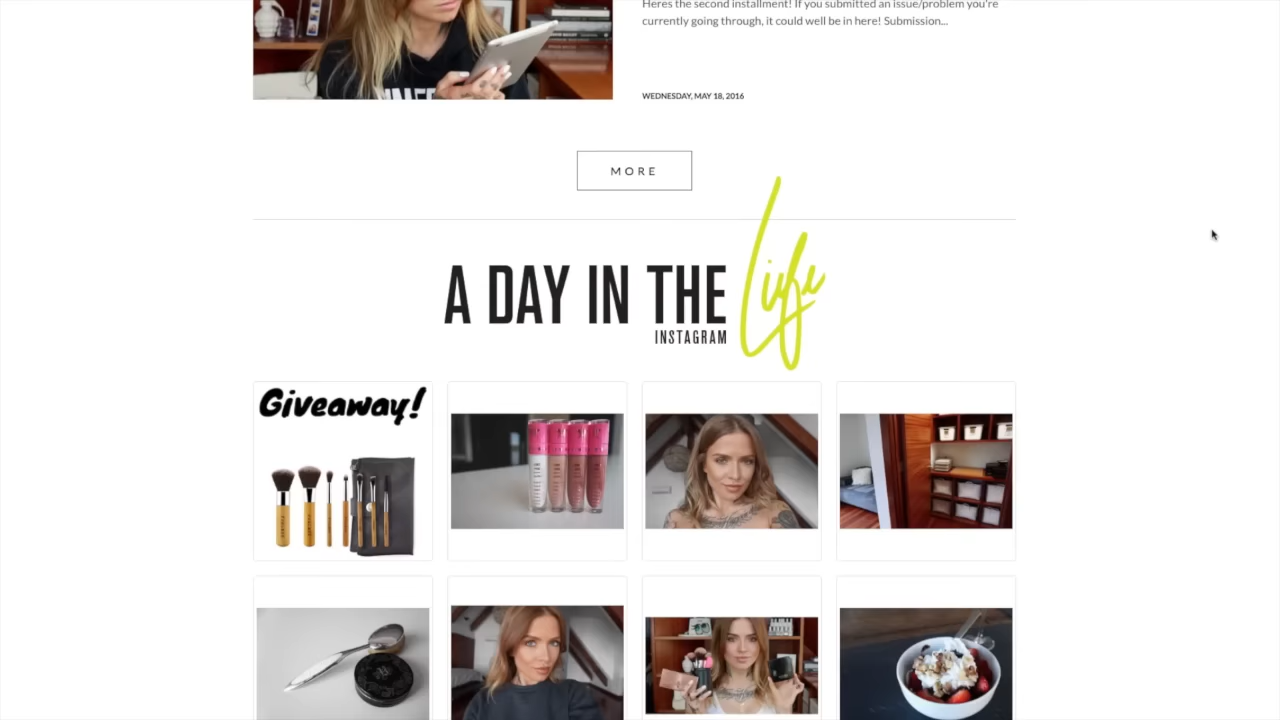 Heres the second installment! If you submitted an issue/problem you're
currently going through, it could well be in here! Submission...
WEDNESDAY, MAY 18, 2016
MORE
A DAY IN THE Life
INSTAGRAM
Giveaway!